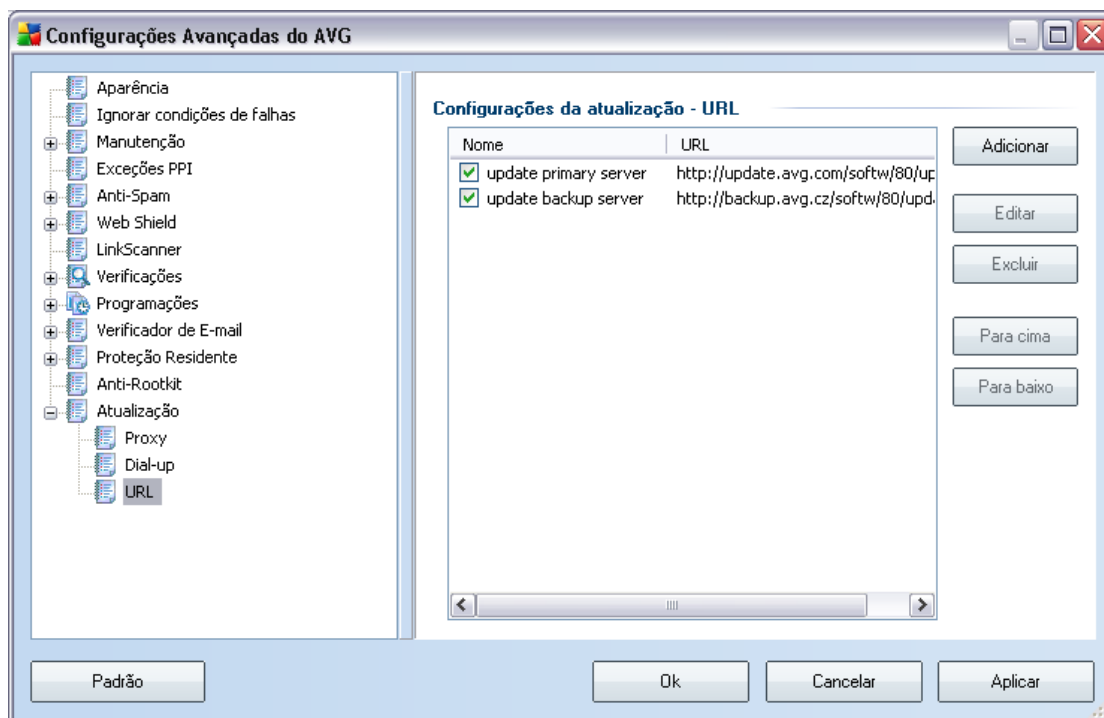 Configurações Avançadas do AVG
Aparência
Ignorar condições de falhas
Manutenção
Exceções PPI
Anti-Spam
Web Shield
LinkScanner
Verificações
Programações
Verificador de E-mail
Proteção Residente
Anti-Rootkit
Atualização
Proxy
Dial-up
URL
Configurações da atualização - URL
Nome URL
update primary server http://update.avg.com/softw/80/up
update backup server http://backup.avg.cz/softw/80/upd
Adicionar
Editar
Excluir
Para cima
Para baixo
Padrão
Ok
Cancelar
Aplicar